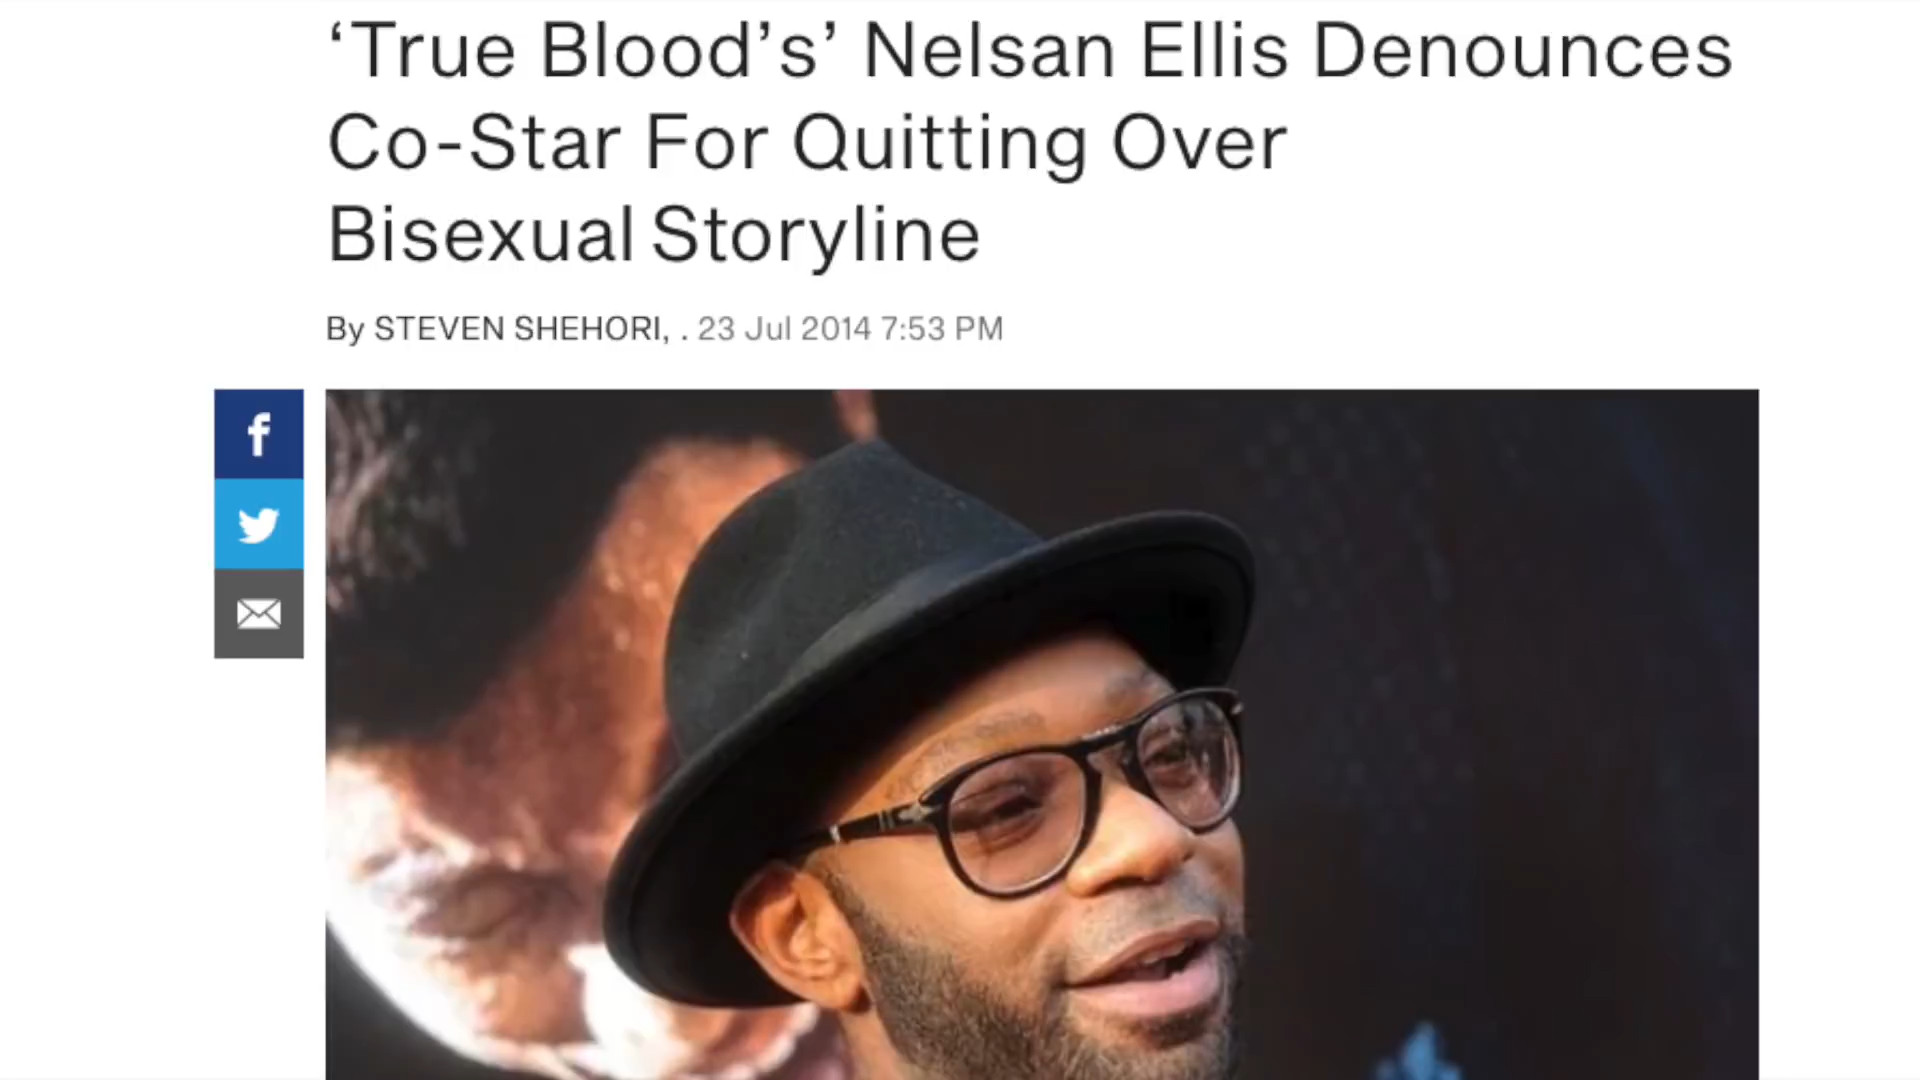 ‘True Blood’s’ Nelsan Ellis Denounces
Co-Star For Quitting Over
Bisexual Storyline
By STEVEN SHEHORI, . 23 Jul 2014 7:53 PM